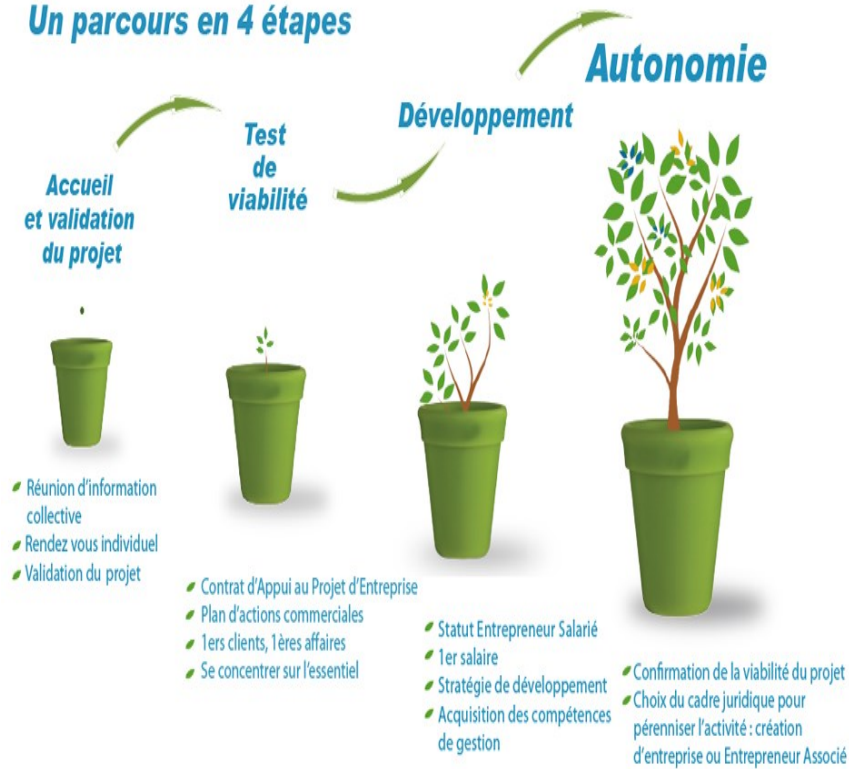 Un parcours en 4 étapes
Accueil
et validation
du projet
Réunion d'information
collective
Rendez vous individuel
Validation du projet
Test
de
viabilité
Contrat d'Appui au Projet d'Entreprise
Plan d'actions commerciales
1ers clients, 1ères affaires
Se concentrer sur l'essentiel
Développement
Statut Entrepreneur Salarié
1er salaire
Stratégie de développement
Acquisition des compétences
de gestion
Autonomie
Confirmation de la viabilité du projet
Choix du cadre juridique pour
pérenniser l'activité : création
d'entreprise ou Entrepreneur Associé